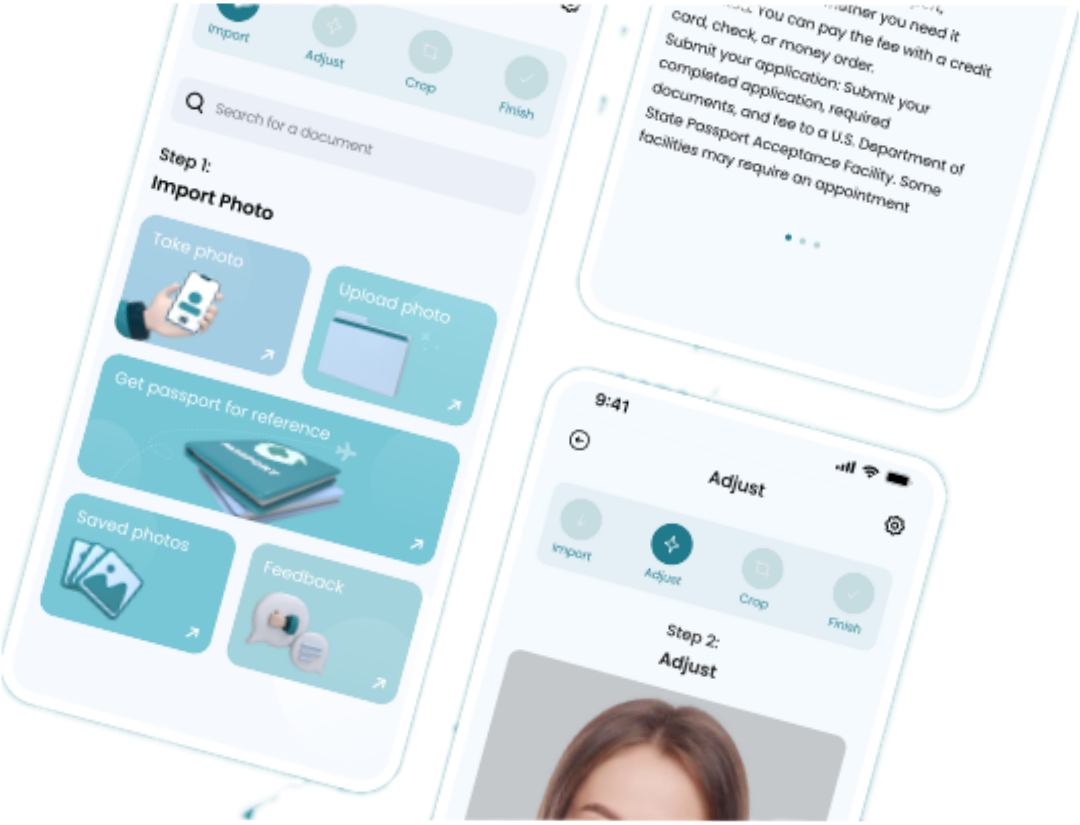 Import
Adjust
Crop
Finish
Search for a document
Step 1:
Import Photo
Take photo
Upload photo
Get passport for reference
PASSPORT
Saved photos
Feedback
you need it
You can pay the fee with a credit
card, check, or money order.
Submit your application: Submit your
completed application, required
documents, and fee to a U.S. Department of
State Passport Acceptance Facility. Some
facilities may require an appointment
9:41
Adjust
Import
Adjust
Crop
Finish
Step 2:
Adjust